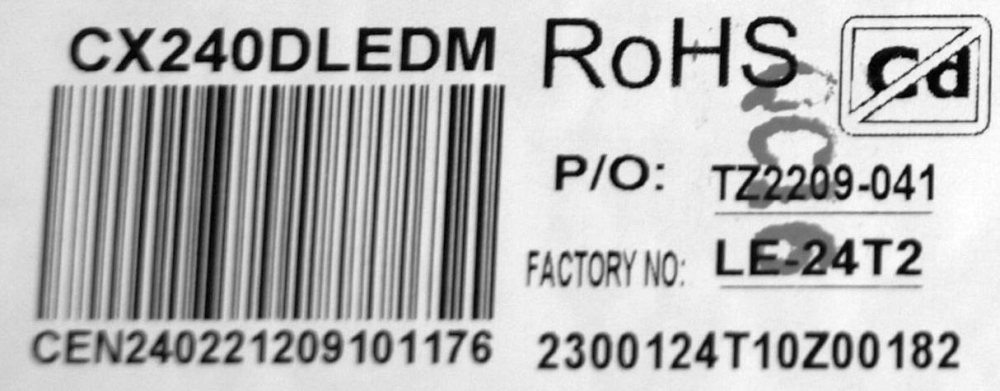 CX240DLEDM
CEN240221209101176
RoHS
Cd
P/O: TZ2209-041
FACTORY NO: LE-24T2
2300124T10Z00182